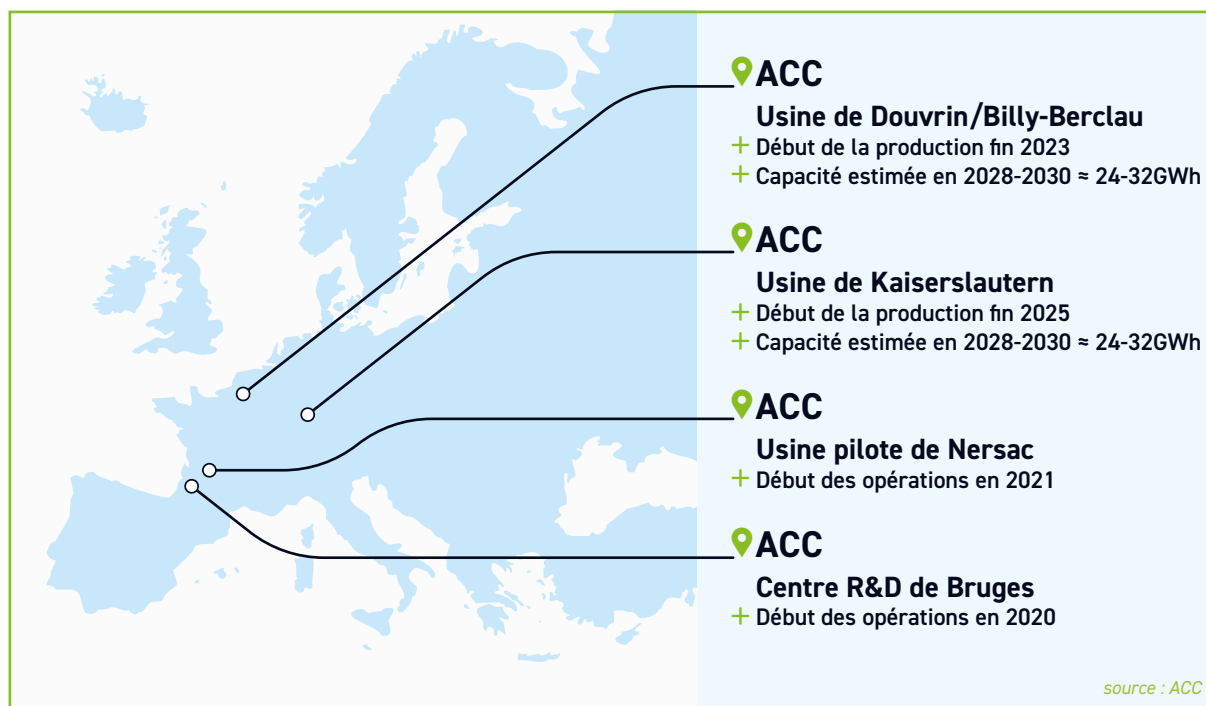 ACC
Usine de Douvrin/Billy-Berclau
+ Début de la production fin 2023
+ Capacité estimée en 2028-2030 ≈ 24-32GWh
ACC
Usine de Kaiserslautern
+ Début de la production fin 2025
+ Capacité estimée en 2028-2030 ≈ 24-32GWh
ACC
Usine pilote de Nersac
+ Début des opérations en 2021
ACC
Centre R&D de Bruges
+ Début des opérations en 2020
source : ACC